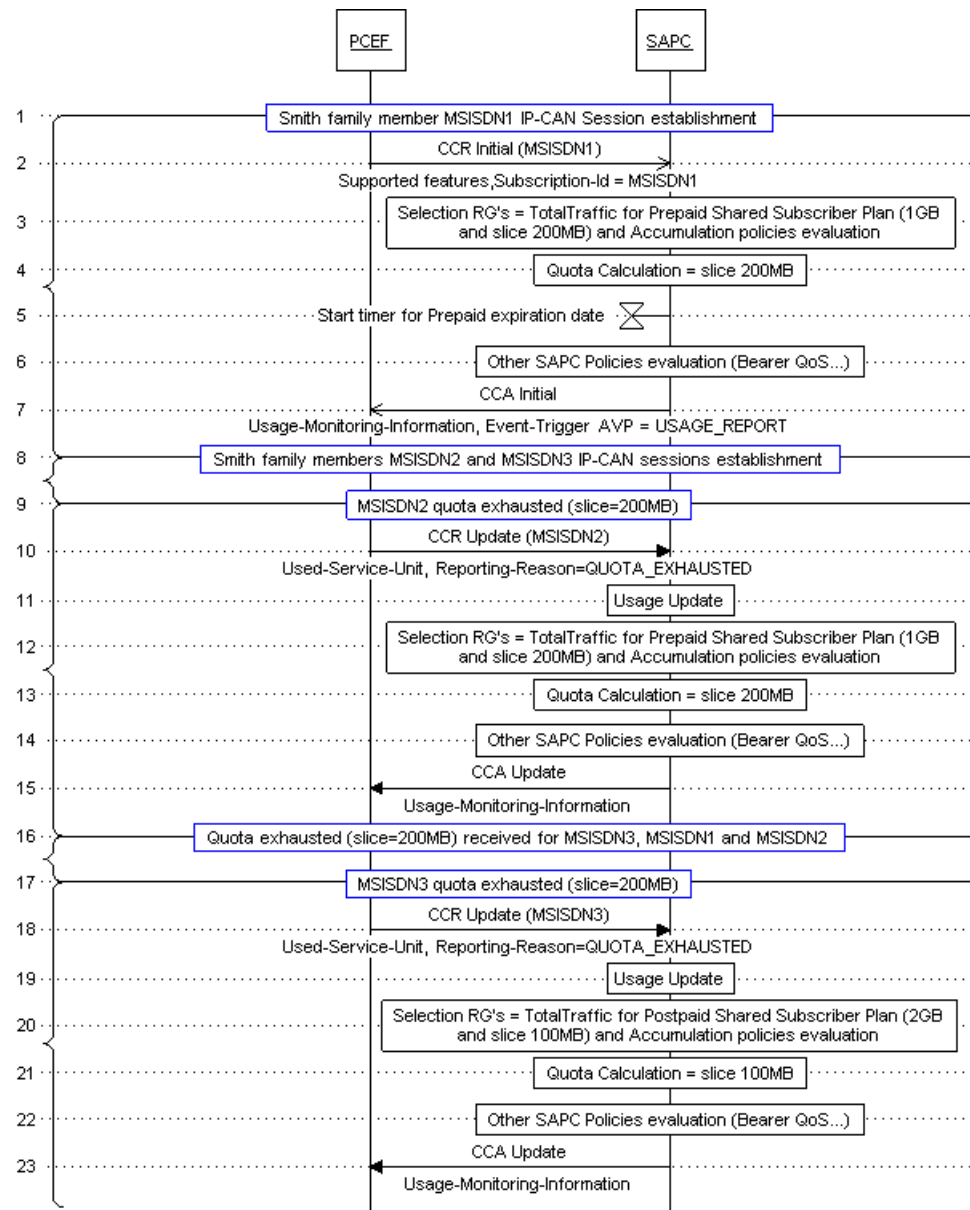 PCEF
SAPC
1
Smith family member MSISDN1 IP-CAN Session establishment
CCR Initial (MSISDN1)
2
Supported features,Subscription-Id = MSISDN1
Selection RG's = TotalTraffic for Prepaid Shared Subscriber Plan (1GB
3
and slice 200MB) and Accumulation policies evaluation
4
Quota Calculation = slice 200MB
5
Start timer for Prepaid expiration date
6
Other SAPC Policies evaluation (Bearer QoS...)
CCA Initial
7
Usage-Monitoring-Information, Event-Trigger AVP = USAGE_REPORT
8
Smith family members MSISDN2 and MSISDN3 IP-CAN sessions establishment
9
MSISDN2 quota exhausted (slice=200MB)
CCR Update (MSISDN2)
10
Used-Service-Unit, Reporting-Reason=QUOTA_EXHAUSTED
11
Usage Update
Selection RG's = TotalTraffic for Prepaid Shared Subscriber Plan (1GB
12
and slice 200MB) and Accumulation policies evaluation
13
Quota Calculation = slice 200MB
14
Other SAPC Policies evaluation (Bearer QoS...)
CCA Update
15
Usage-Monitoring-Information
16
Quota exhausted (slice=200MB) received for MSISDN3, MSISDN1 and MSISDN2
17
MSISDN3 quota exhausted (slice=200MB)
CCR Update (MSISDN3)
18
Used-Service-Unit, Reporting-Reason=QUOTA_EXHAUSTED
19
Usage Update
Selection RG's = TotalTraffic for Postpaid Shared Subscriber Plan (2GB
20
and slice 100MB) and Accumulation policies evaluation
21
Quota Calculation = slice 100MB
22
Other SAPC Policies evaluation (Bearer QoS...)
CCA Update
23
Usage-Monitoring-Information